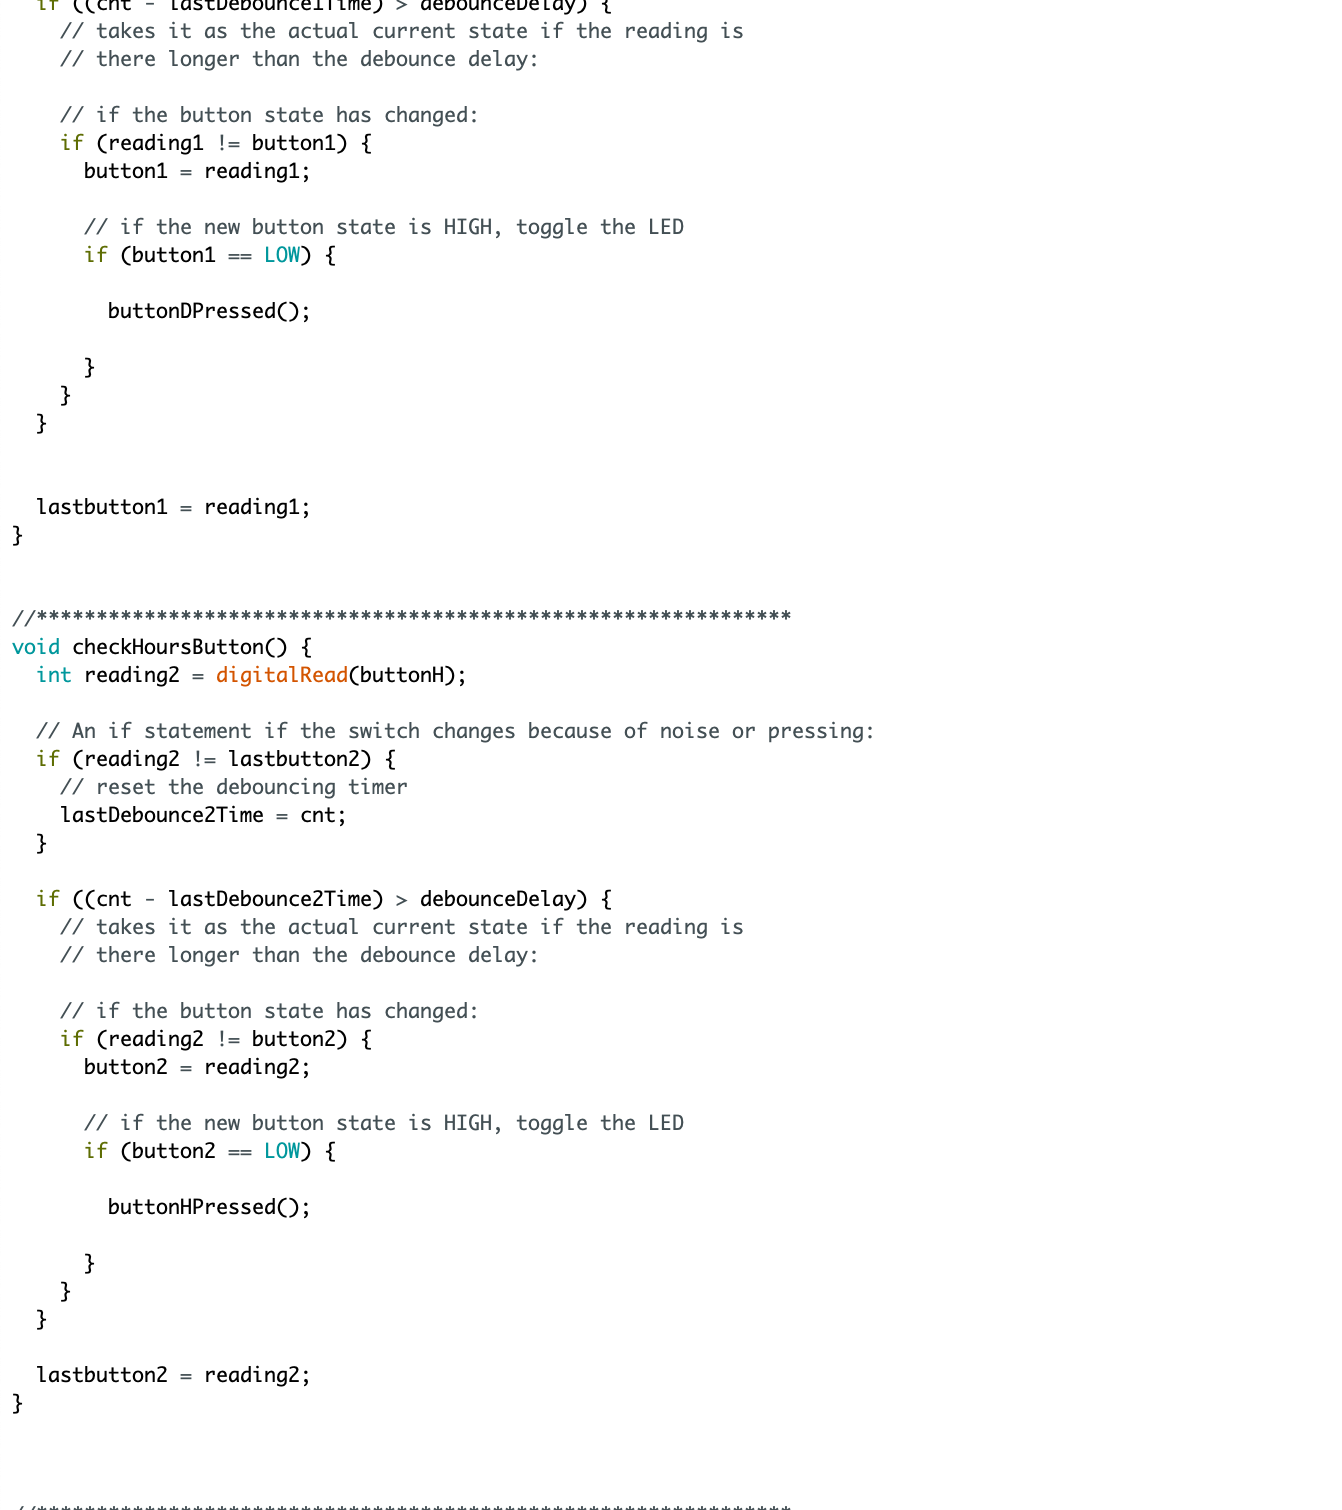 if ((cnt - lastDebounce1Time) > debounceDelay) {
// takes it as the actual current state if the reading is
// there longer than the debounce delay:
// if the button state has changed:
if (reading1 != button1) {
button1 = reading1;
// if the new button state is HIGH, toggle the LED
if (button1 == LOW) {
buttonDPressed();
}
}
}
lastbutton1 = reading1;
}
//***************************************************************
void checkHoursButton() {
int reading2 = digitalRead(buttonH);
// An if statement if the switch changes because of noise or pressing:
if (reading2 != lastbutton2) {
// reset the debouncing timer
lastDebounce2Time = cnt;
}
if ((cnt - lastDebounce2Time) > debounceDelay) {
// takes it as the actual current state if the reading is
// there longer than the debounce delay:
// if the button state has changed:
if (reading2 != button2) {
button2 = reading2;
// if the new button state is HIGH, toggle the LED
if (button2 == LOW) {
buttonHPressed();
}
}
}
lastbutton2 = reading2;
}
//***************************************************************